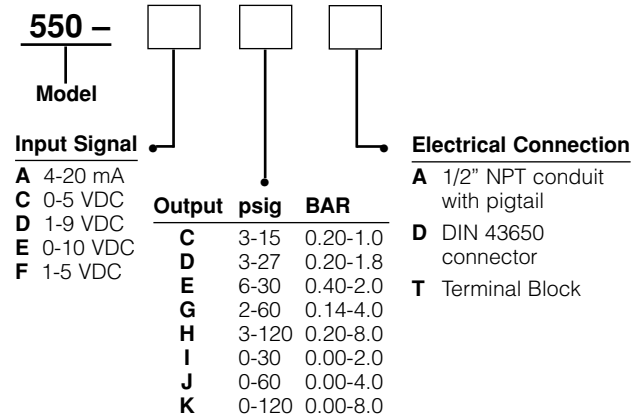 550 –
Model
Input Signal
A 4-20 mA
C 0-5 VDC
D 1-9 VDC
E 0-10 VDC
F 1-5 VDC
Output psig BAR
C 3-15 0.20-1.0
D 3-27 0.20-1.8
E 6-30 0.40-2.0
G 2-60 0.14-4.0
H 3-120 0.20-8.0
I 0-30 0.00-2.0
J 0-60 0.00-4.0
K 0-120 0.00-8.0
Electrical Connection
A 1/2” NPT conduit
with pigtail
D DIN 43650
connector
T Terminal Block